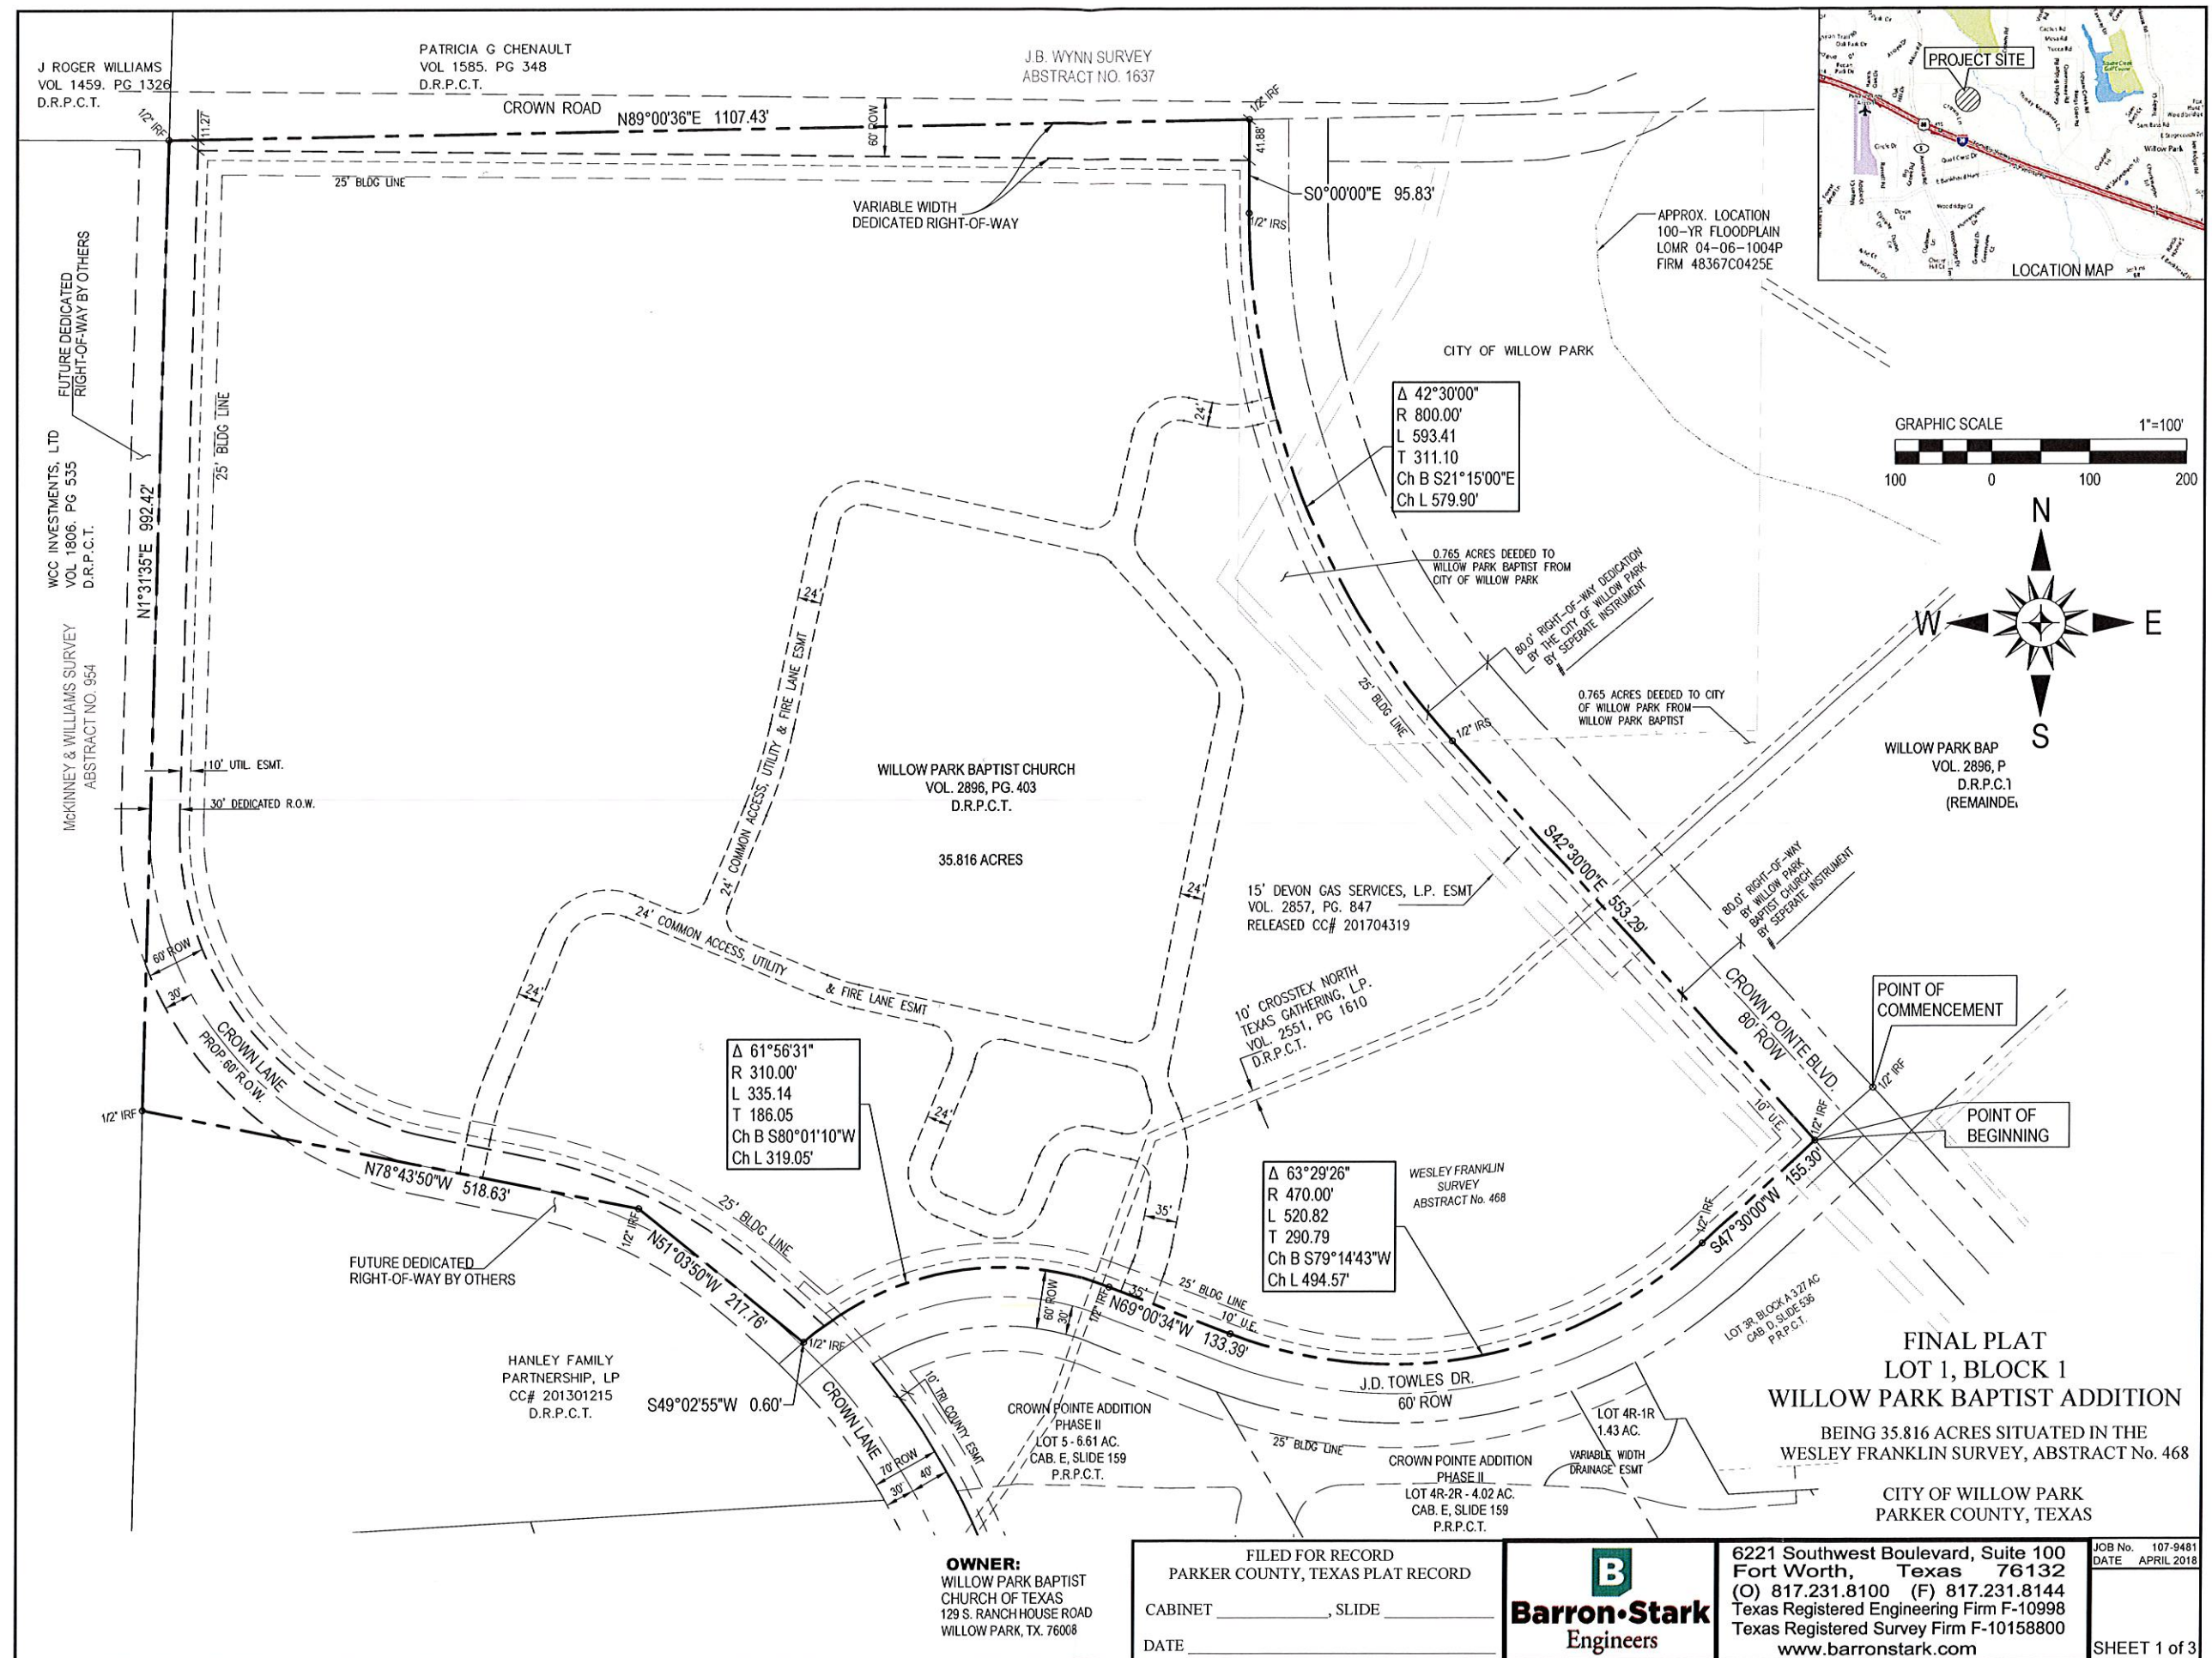 J ROGER WILLIAMS
VOL 1459. PG 1326
D.R.P.C.T.
PATRICIA G CHENAULT
VOL 1585. PG 348
D.R.P.C.T.
J.B. WYNN SURVEY
ABSTRACT NO. 1637
PROJECT SITE
Willow Park
LOCATION MAP
1/2" IRF
11.27
CROWN ROAD
N89°00'36"E 1107.43'
60' ROW
1/2" IRF
41.88'
25' BLDG LINE
VARIABLE WIDTH
DEDICATED RIGHT-OF-WAY
S0°00'00"E 95.83'
1/2" IRS
APPROX. LOCATION
100-YR FLOODPLAIN
LOMR 04-06-1004P
FIRM 48367C0425E
FUTURE DEDICATED
RIGHT-OF-WAY BY OTHERS
CITY OF WILLOW PARK
Δ 42°30'00"
R 800.00'
L 593.41
T 311.10
Ch B S21°15'00"E
Ch L 579.90'
GRAPHIC SCALE 1"=100'
100 0 100 200
N
W E
S
WCC INVESTMENTS, LTD
VOL 1806. PG 535
D.R.P.C.T.
N1°31'35"E 992.42'
25' BLDG LINE
24'
24'
0.765 ACRES DEEDED TO
WILLOW PARK BAPTIST FROM
CITY OF WILLOW PARK
80.0' RIGHT-OF-WAY DEDICATION
BY THE CITY OF WILLOW PARK
BY SEPERATE INSTRUMENT
McKINNEY & WILLIAMS SURVEY
ABSTRACT NO. 954
24' COMMON ACCESS, UTILITY & FIRE LANE ESMT
25' BLDG LINE
1/2" IRS
0.765 ACRES DEEDED TO CITY
OF WILLOW PARK FROM
WILLOW PARK BAPTIST
WILLOW PARK BAP
VOL. 2896, P
D.R.P.C.
(REMAINDE
10' UTIL. ESMT.
30' DEDICATED R.O.W.
WILLOW PARK BAPTIST CHURCH
VOL. 2896, PG. 403
D.R.P.C.T.
35.816 ACRES
24'
15' DEVON GAS SERVICES, L.P. ESMT
VOL. 2857, PG. 847
RELEASED CC# 201704319
S42°30'00"E 553.29'
80.0' RIGHT-OF-WAY
BY WILLOW PARK
BAPTIST CHURCH
BY SEPERATE INSTRUMENT
24' COMMON ACCESS, UTILITY
& FIRE LANE ESMT
60' ROW
30'
24'
10' CROSSTEX NORTH
TEXAS GATHERING, L.P.
VOL. 2551, PG 1610
D.R.P.C.T.
CROWN POINTE BLVD.
80' ROW
POINT OF
COMMENCEMENT
1/2" IRF
CROWN LANE
PROP. 60' R.O.W.
Δ 61°56'31"
R 310.00'
L 335.14
T 186.05
Ch B S80°01'10"W
Ch L 319.05'
24'
10' U.E.
1/2" IRF
POINT OF
BEGINNING
1/2" IRF
N78°43'50"W 518.63'
Δ 63°29'26"
R 470.00'
L 520.82
T 290.79
Ch B S79°14'43"W
Ch L 494.57'
WESLEY FRANKLIN
SURVEY
ABSTRACT No. 468
1/2" IRF
S47°30'00"W 155.30'
35'
25' BLDG LINE
1/2" IRF
N51°03'50"W 217.76'
FUTURE DEDICATED
RIGHT-OF-WAY BY OTHERS
60' ROW
30'
1/2" IRF
35'
N69°00'34"W 133.39'
25' BLDG LINE
10' U.E.
LOT 3R, BLOCK A 3.27 AC
CAB D, SLIDE 536
P.R.P.C.T.
1/2" IRF
HANLEY FAMILY
PARTNERSHIP, LP
CC# 201301215
D.R.P.C.T.
S49°02'55"W 0.60'
CROWN LANE
10' TRI COUNTY ESMT
70' ROW
30' 40'
CROWN POINTE ADDITION
PHASE II
LOT 5 - 6.61 AC.
CAB. E, SLIDE 159
P.R.P.C.T.
J.D. TOWLES DR.
60' ROW
25' BLDG LINE
LOT 4R-1R
1.43 AC.
VARIABLE WIDTH
DRAINAGE ESMT
CROWN POINTE ADDITION
PHASE II
LOT 4R-2R - 4.02 AC.
CAB. E, SLIDE 159
P.R.P.C.T.
FINAL PLAT
LOT 1, BLOCK 1
WILLOW PARK BAPTIST ADDITION
BEING 35.816 ACRES SITUATED IN THE
WESLEY FRANKLIN SURVEY, ABSTRACT No. 468
CITY OF WILLOW PARK
PARKER COUNTY, TEXAS
OWNER:
WILLOW PARK BAPTIST
CHURCH OF TEXAS
129 S. RANCH HOUSE ROAD
WILLOW PARK, TX. 76008
FILED FOR RECORD
PARKER COUNTY, TEXAS PLAT RECORD
CABINET ____________, SLIDE ____________
DATE ____________
B
Barron•Stark
Engineers
6221 Southwest Boulevard, Suite 100
Fort Worth, Texas 76132
(O) 817.231.8100 (F) 817.231.8144
Texas Registered Engineering Firm F-10998
Texas Registered Survey Firm F-10158800
www.barronstark.com
JOB No. 107-9481
DATE APRIL 2018
SHEET 1 of 3